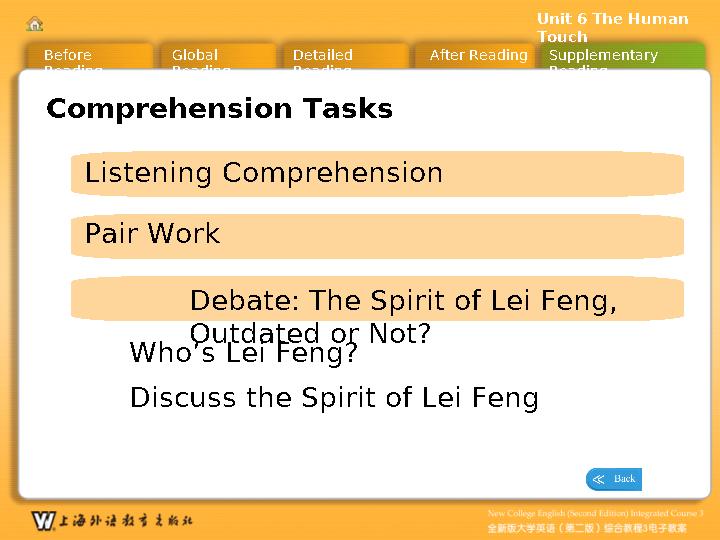 Unit 6 The Human
Touch
Before
Reading
Global
Reading
Detailed
Reading
After Reading
Supplementary
Reading
Comprehension Tasks
Listening Comprehension
Pair Work
Debate: The Spirit of Lei Feng,
Outdated or Not?
Who’s Lei Feng?
Discuss the Spirit of Lei Feng
Back
上海外语教育出版社
New College English (Second Edition) Integrated Course 3
全新版大学英语（第二版）综合教程3电子教案